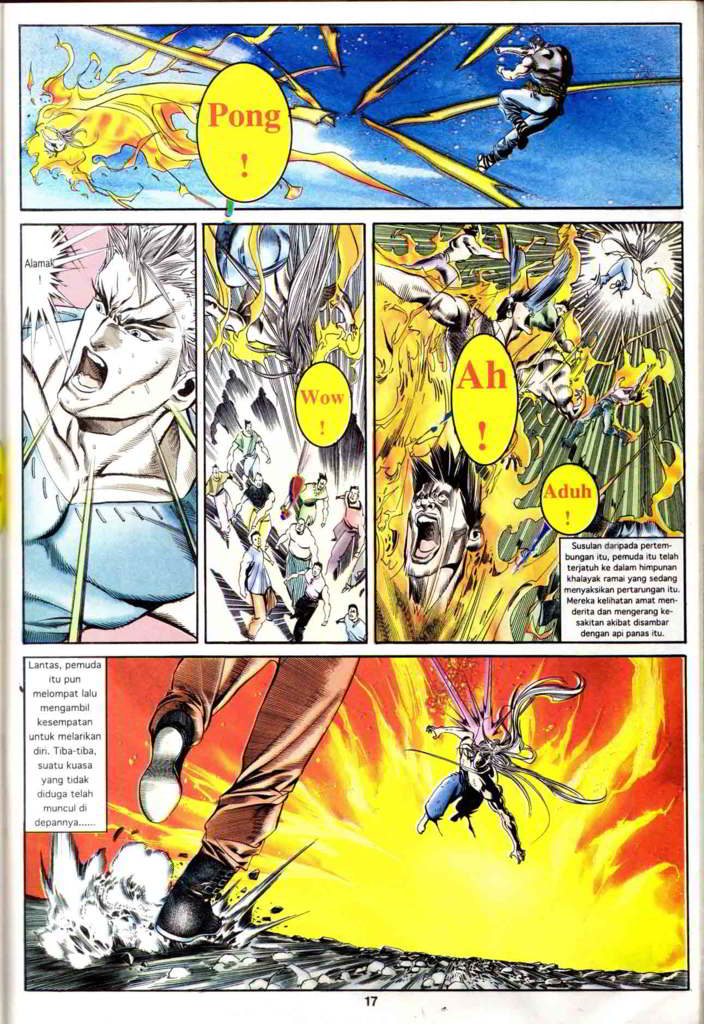 Pong
!
Alamak
!
Wow
!
Ah
!
Aduh
!
Susulan daripada pertem-
bungan itu, pemuda itu telah
terjatuh ke dalam himpunan
khalayak ramai yang sedang
menyaksikan pertarungan itu.
Mereka kelihatan amat men-
derita dan mengerang ke-
sakitan akibat disambar
dengan api panas itu.
Lantas, pemuda
itu pun
melompat lalu
mengambil
kesempatan
untuk melarikan
diri. Tiba-tiba,
suatu kuasa
yang tidak
diduga telah
muncul di
depannya......
17